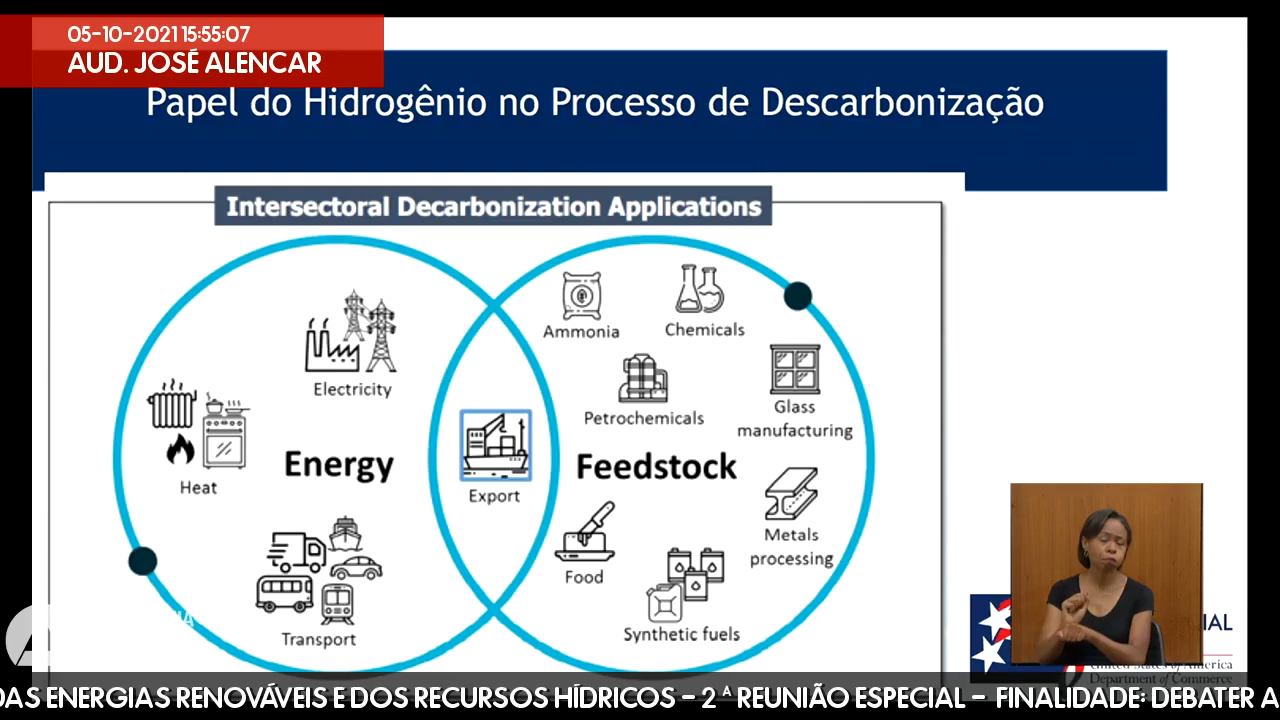 05-10-2021 15:55:07
AUD. JOSÉ ALENCAR
Papel do Hidrogênio no Processo de Descarbonização
Intersectoral Decarbonization Applications
Ammonia
Chemicals
Electricity
Petrochemicals
Glass
manufacturing
Heat
Energy
Export
Feedstock
Metals
processing
Food
Transport
Synthetic fuels
IAL
United States of America
Department of Commerce
DAS ENERGIAS RENOVÁVEIS E DOS RECURSOS HÍDRICOS - 2ª REUNIÃO ESPECIAL - FINALIDADE: DEBATER A